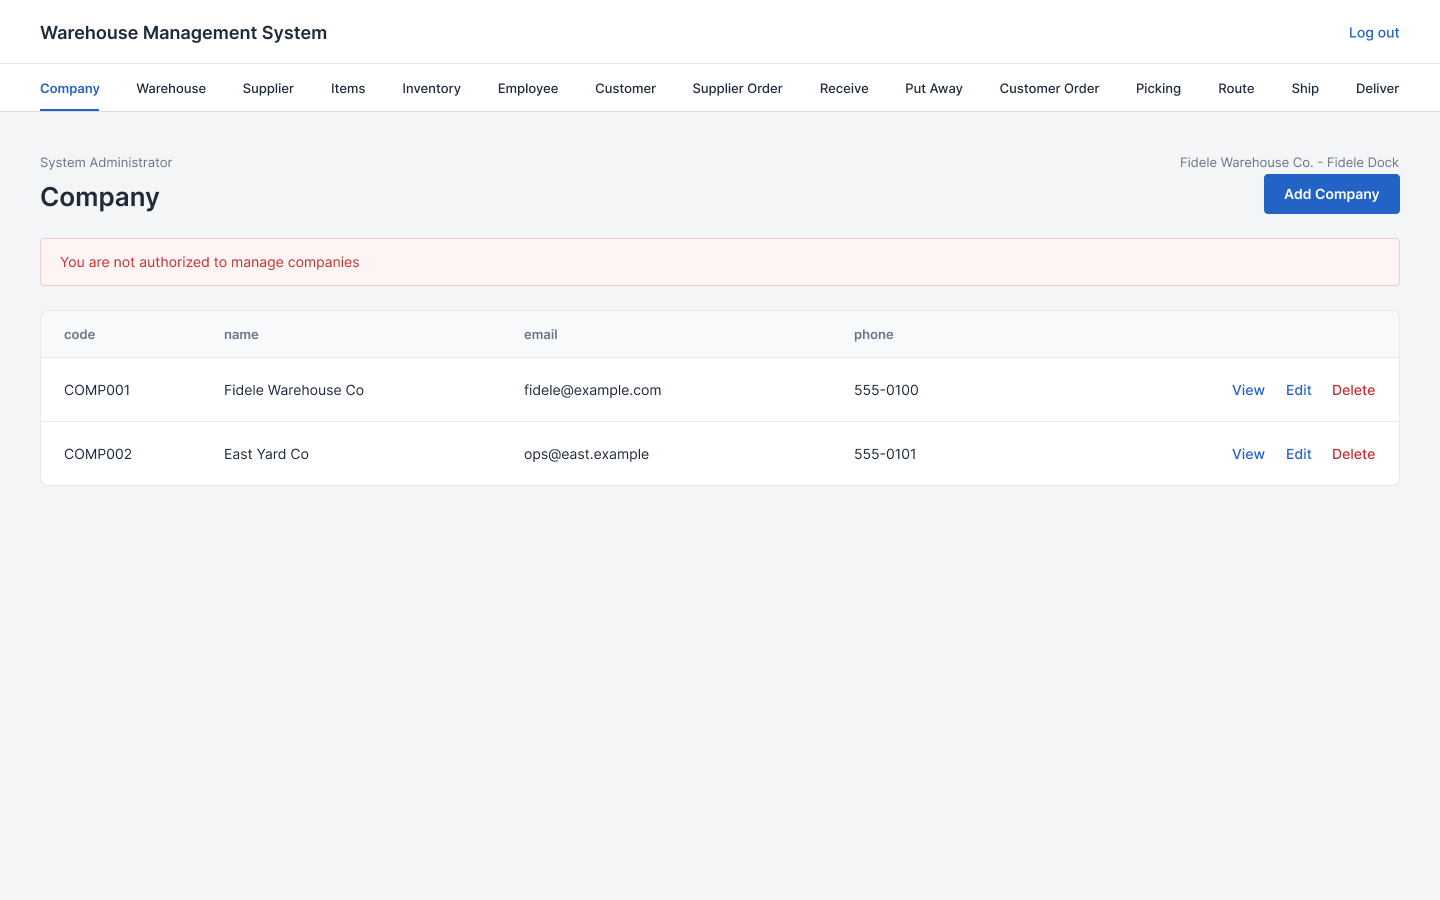 Warehouse Management System
Log out
Company Warehouse Supplier Items Inventory Employee Customer Supplier Order Receive Put Away Customer Order Picking Route Ship Deliver
System Administrator
Fidele Warehouse Co. - Fidele Dock
Company
Add Company
You are not authorized to manage companies
code name email phone
COMP001 Fidele Warehouse Co fidele@example.com 555-0100 View Edit Delete
COMP002 East Yard Co ops@east.example 555-0101 View Edit Delete